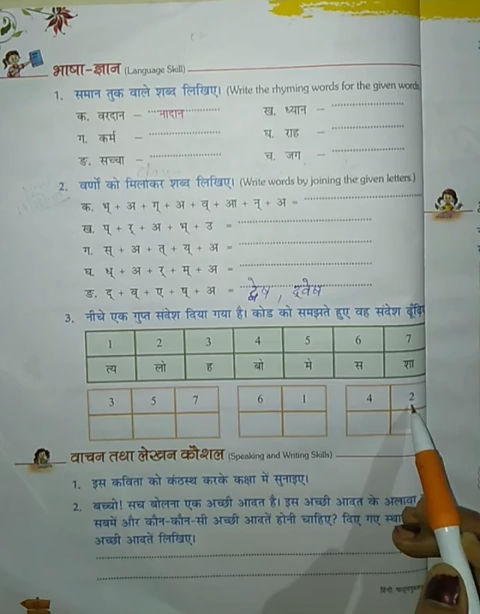 भाषा-ज्ञान (Language Skill)
1. समान तुक वाले शब्द लिखिए। (Write the rhyming words for the given words
क. वरदान – नादान ख. ध्यान –
ग. कर्म – घ. राह –
ङ. सच्चा – च. जग –
2. वर्णों को मिलाकर शब्द लिखिए। (Write words by joining the given letters.)
क. भ् + अ + ग् + अ + व् + आ + न् + अ =
ख. प् + र् + अ + भ् + उ =
ग. स् + अ + त् + य् + अ =
घ. ध् + अ + र् + म् + अ =
ङ. द् + व् + ए + ष् + अ = द्वेष , द्वेष
3. नीचे एक गुप्त संदेश दिया गया है। कोड को समझते हुए वह संदेश
1 2 3 4 5 6 7
त्य लो ह बो मे स शा
3 5 7 6 1 4 2
वाचन तथा लेखन कौशल (Speaking and Writing Skills)
1. इस कविता को कंठस्थ करके कक्षा में सुनाइए।
2. बच्चो! सच बोलना एक अच्छी आदत है। इस अच्छी आदत के अलावा
सबमें और कौन-कौन-सी अच्छी आदतें होनी चाहिए? दिए गए
अच्छी आदतें लिखिए।